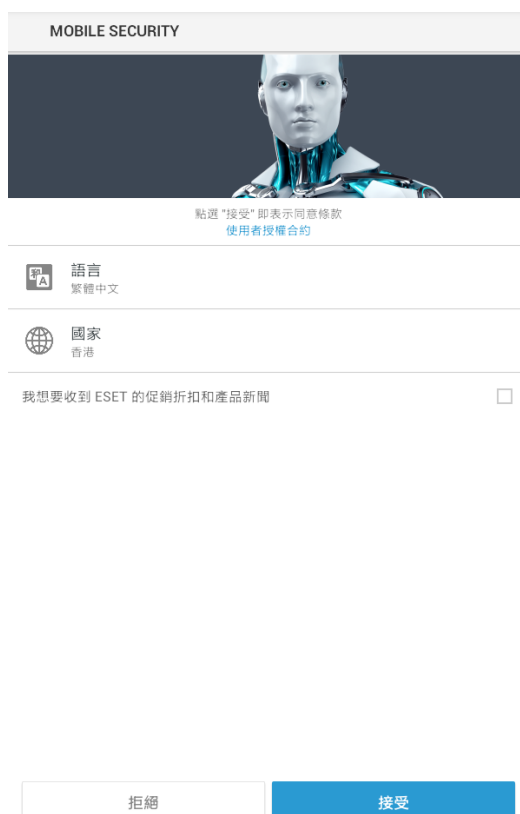 MOBILE SECURITY
點選 "接受" 即表示同意條款
使用者授權合約
語言
繁體中文
國家
香港
我想要收到 ESET 的促銷折扣和產品新聞
拒絕
接受